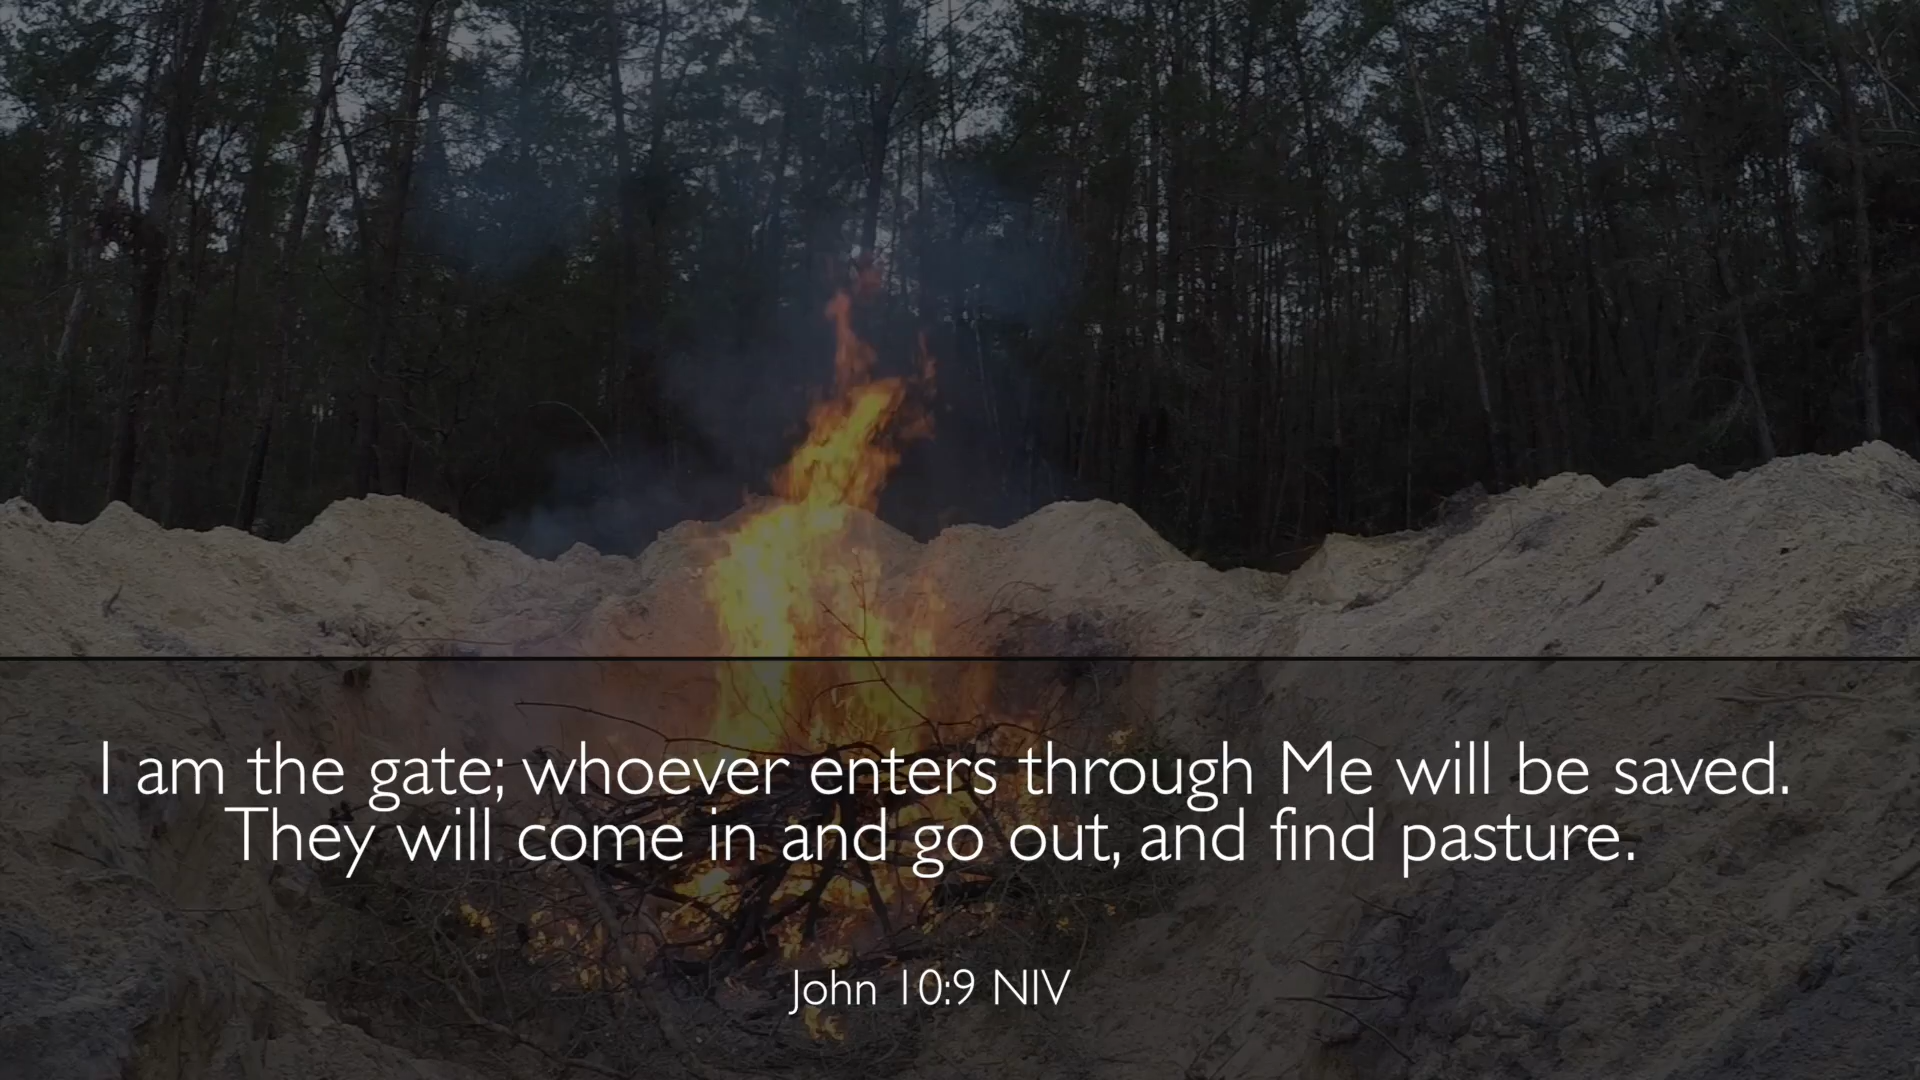 I am the gate; whoever enters through Me will be saved.
They will come in and go out, and find pasture.
John 10:9 NIV